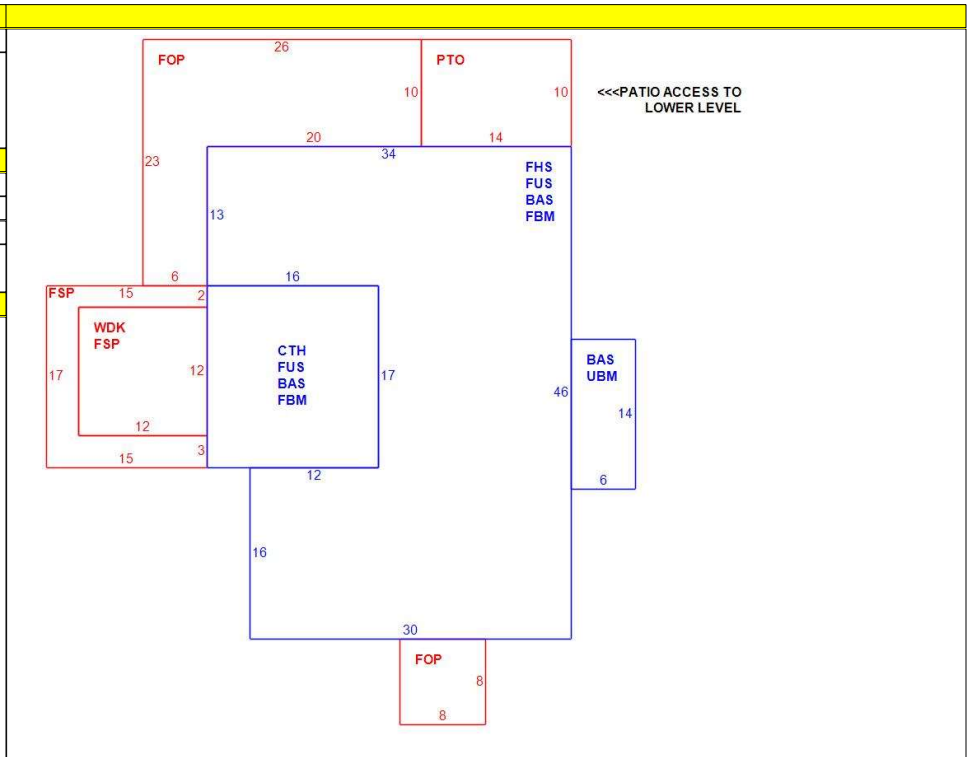 26
FOP
PTO
10
10
<<<PATIO ACCESS TO
LOWER LEVEL
20
14
34
23
FHS
FUS
BAS
FBM
13
6
16
FSP
15
2
WDK
FSP
CTH
FUS
BAS
FBM
17
12
17
BAS
UBM
46
14
12
3
15
12
6
16
30
FOP
8
8